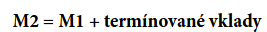 M2 = M1 + termínované vklady